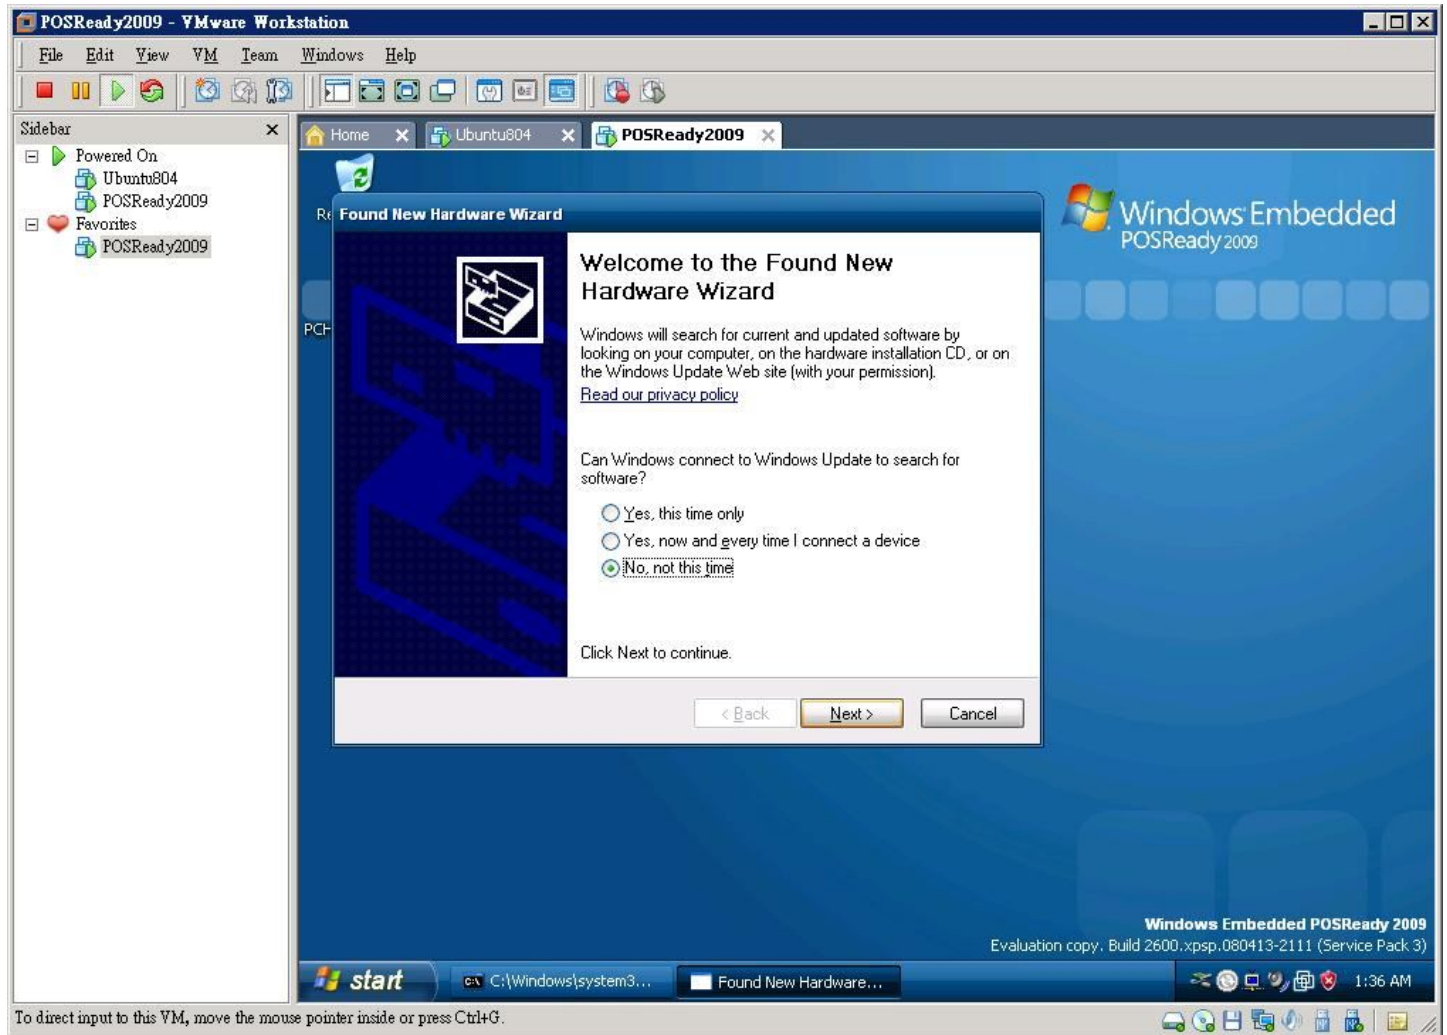 POSReady2009 - VMware Workstation
File Edit View VM Team Windows Help
Sidebar
Powered On
Ubuntu804
POSReady2009
Favorites
POSReady2009
Home Ubuntu804 POSReady2009
Windows Embedded
POSReady 2009
Found New Hardware Wizard
Welcome to the Found New
Hardware Wizard
Windows will search for current and updated software by
looking on your computer, on the hardware installation CD, or on
the Windows Update Web site (with your permission).
Read our privacy policy
Can Windows connect to Windows Update to search for
software?
Yes, this time only
Yes, now and every time I connect a device
No, not this time
Click Next to continue.
< Back Next > Cancel
Windows Embedded POSReady 2009
Evaluation copy. Build 2600.xpsp.080413-2111 (Service Pack 3)
start C:\Windows\system3... Found New Hardware... 1:36 AM
To direct input to this VM, move the mouse pointer inside or press Ctrl+G.